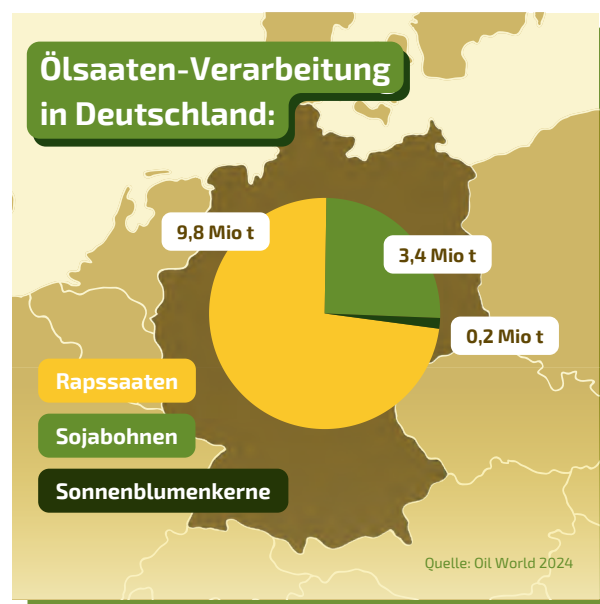 Ölsaaten-Verarbeitung
in Deutschland:
9,8 Mio t
3,4 Mio t
0,2 Mio t
Rapssaaten
Sojabohnen
Sonnenblumenkerne
Quelle: Oil World 2024